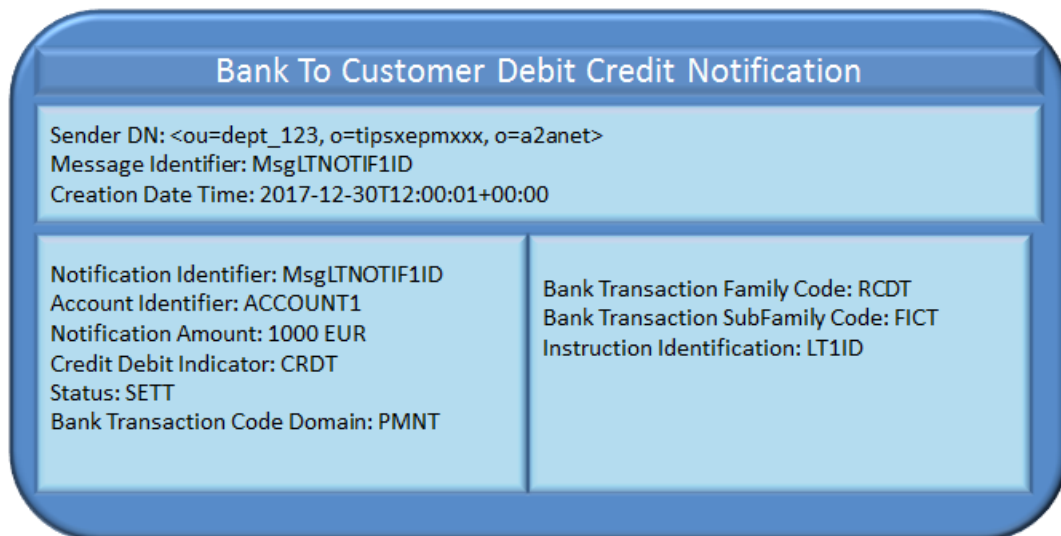 Bank To Customer Debit Credit Notification
Sender DN: <ou=dept_123, o=tipsxepmxxx, o=a2anet>
Message Identifier: MsgLTNOTIF1ID
Creation Date Time: 2017-12-30T12:00:01+00:00
Notification Identifier: MsgLTNOTIF1ID
Account Identifier: ACCOUNT1
Notification Amount: 1000 EUR
Credit Debit Indicator: CRDT
Status: SETT
Bank Transaction Code Domain: PMNT
Bank Transaction Family Code: RCDT
Bank Transaction SubFamily Code: FICT
Instruction Identification: LT1ID